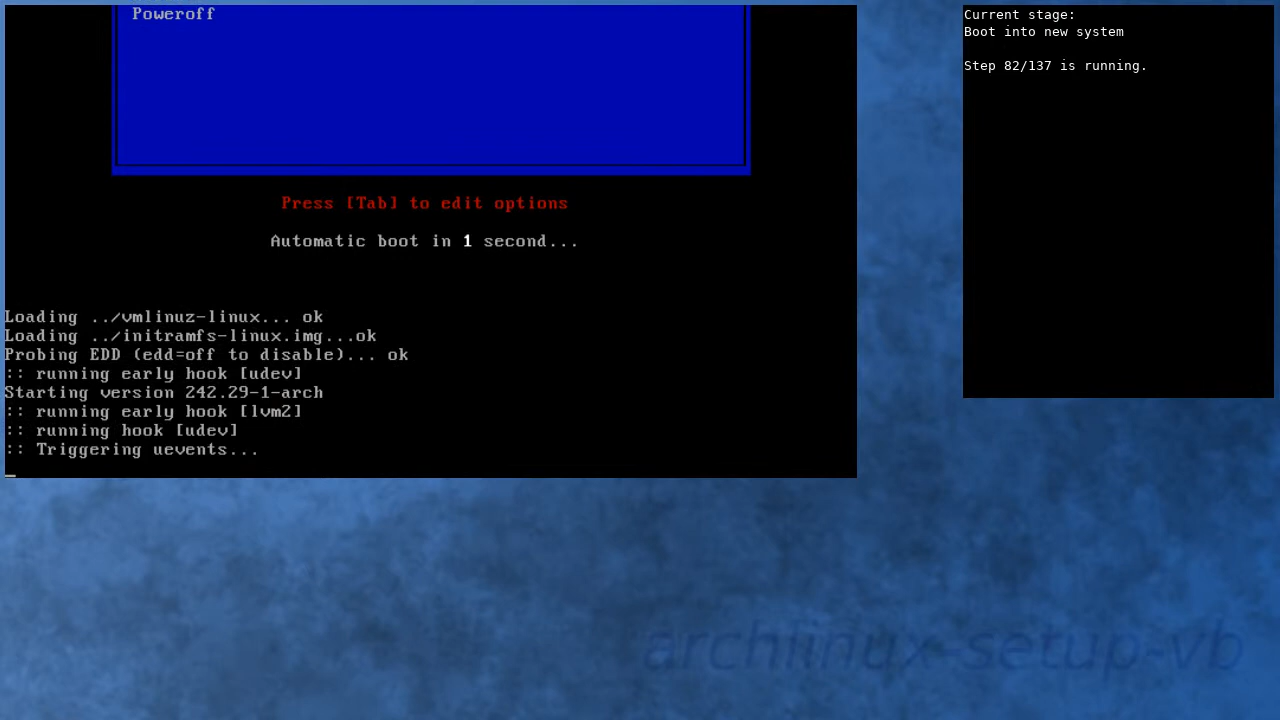 Poweroff
Press [Tab] to edit options
Automatic boot in 1 second...
Loading ../vmlinuz-linux... ok
Loading ../initramfs-linux.img...ok
Probing EDD (edd=off to disable)... ok
:: running early hook [udev]
Starting version 242.29-1-arch
:: running early hook [lvm2]
:: running hook [udev]
:: Triggering uevents...
Current stage:
Boot into new system
Step 82/137 is running.
archlinux-setup-vb